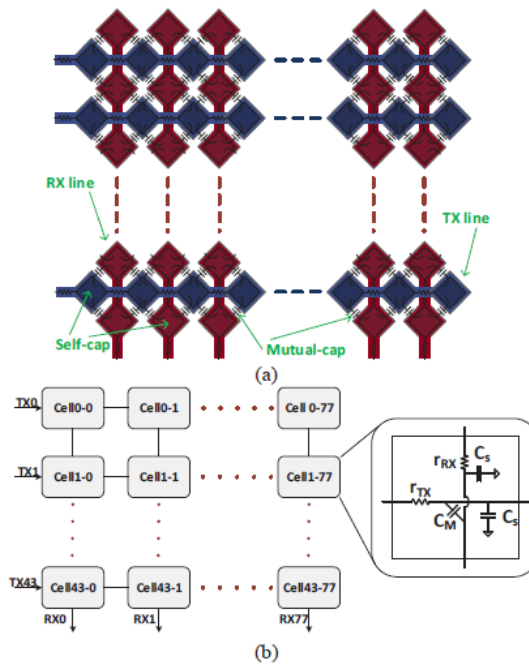 RX line
TX line
Self-cap
Mutual-cap
(a)
TX0
Cell0-0
Cell0-1
Cell 0-77
TX1
Cell1-0
Cell1-1
Cell1-77
TX43
Cell43-0
Cell43-1
Cell43-77
RX0
RX1
RX77
rRX
Cs
rTX
CM
Cs
(b)